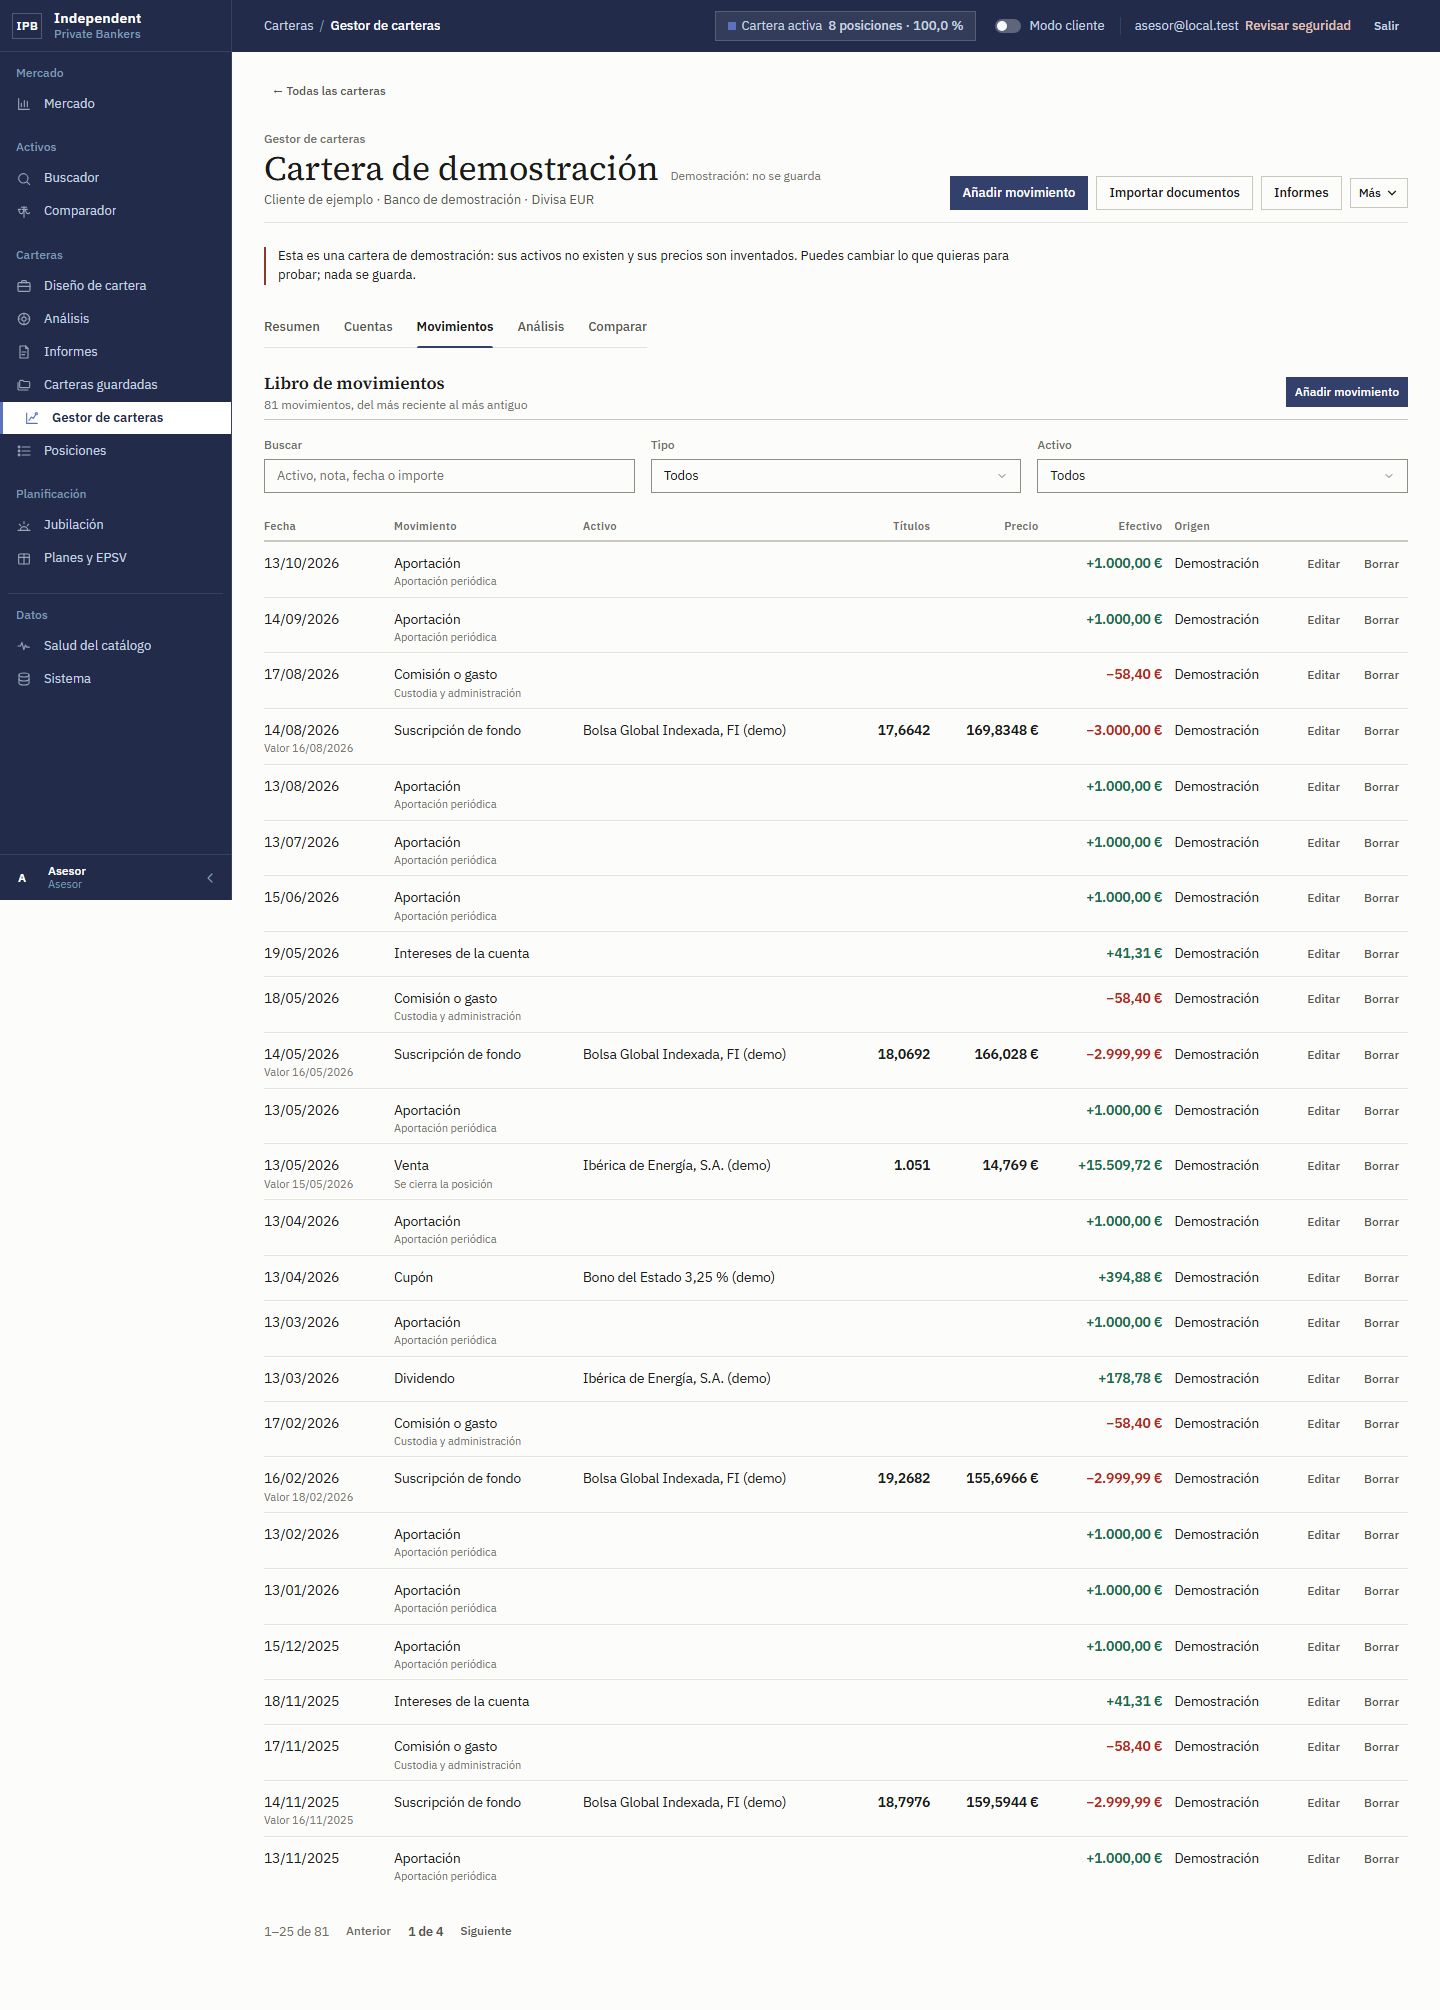 IPB
Independent
Private Bankers
Carteras / Gestor de carteras
Cartera activa 8 posiciones · 100,0 %
Modo cliente
asesor@local.test Revisar seguridad
Salir
Mercado
Mercado
Activos
Buscador
Comparador
Carteras
Diseño de cartera
Análisis
Informes
Carteras guardadas
Gestor de carteras
Posiciones
Planificación
Jubilación
Planes y EPSV
Datos
Salud del catálogo
Sistema
A
Asesor
Asesor
← Todas las carteras
Gestor de carteras
Cartera de demostración Demostración: no se guarda
Cliente de ejemplo · Banco de demostración · Divisa EUR
Añadir movimiento Importar documentos Informes Más
Esta es una cartera de demostración: sus activos no existen y sus precios son inventados. Puedes cambiar lo que quieras para
probar; nada se guarda.
Resumen Cuentas Movimientos Análisis Comparar
Libro de movimientos
81 movimientos, del más reciente al más antiguo
Añadir movimiento
Buscar Tipo Activo
Activo, nota, fecha o importe Todos Todos
Fecha Movimiento Activo Títulos Precio Efectivo Origen
13/10/2026 Aportación +1.000,00 € Demostración Editar Borrar
Aportación periódica
14/09/2026 Aportación +1.000,00 € Demostración Editar Borrar
Aportación periódica
17/08/2026 Comisión o gasto −58,40 € Demostración Editar Borrar
Custodia y administración
14/08/2026 Suscripción de fondo Bolsa Global Indexada, FI (demo) 17,6642 169,8348 € −3.000,00 € Demostración Editar Borrar
Valor 16/08/2026
13/08/2026 Aportación +1.000,00 € Demostración Editar Borrar
Aportación periódica
13/07/2026 Aportación +1.000,00 € Demostración Editar Borrar
Aportación periódica
15/06/2026 Aportación +1.000,00 € Demostración Editar Borrar
Aportación periódica
19/05/2026 Intereses de la cuenta +41,31 € Demostración Editar Borrar
18/05/2026 Comisión o gasto −58,40 € Demostración Editar Borrar
Custodia y administración
14/05/2026 Suscripción de fondo Bolsa Global Indexada, FI (demo) 18,0692 166,028 € −2.999,99 € Demostración Editar Borrar
Valor 16/05/2026
13/05/2026 Aportación +1.000,00 € Demostración Editar Borrar
Aportación periódica
13/05/2026 Venta Ibérica de Energía, S.A. (demo) 1.051 14,769 € +15.509,72 € Demostración Editar Borrar
Valor 15/05/2026 Se cierra la posición
13/04/2026 Aportación +1.000,00 € Demostración Editar Borrar
Aportación periódica
13/04/2026 Cupón Bono del Estado 3,25 % (demo) +394,88 € Demostración Editar Borrar
13/03/2026 Aportación +1.000,00 € Demostración Editar Borrar
Aportación periódica
13/03/2026 Dividendo Ibérica de Energía, S.A. (demo) +178,78 € Demostración Editar Borrar
17/02/2026 Comisión o gasto −58,40 € Demostración Editar Borrar
Custodia y administración
16/02/2026 Suscripción de fondo Bolsa Global Indexada, FI (demo) 19,2682 155,6966 € −2.999,99 € Demostración Editar Borrar
Valor 18/02/2026
13/02/2026 Aportación +1.000,00 € Demostración Editar Borrar
Aportación periódica
13/01/2026 Aportación +1.000,00 € Demostración Editar Borrar
Aportación periódica
15/12/2025 Aportación +1.000,00 € Demostración Editar Borrar
Aportación periódica
18/11/2025 Intereses de la cuenta +41,31 € Demostración Editar Borrar
17/11/2025 Comisión o gasto −58,40 € Demostración Editar Borrar
Custodia y administración
14/11/2025 Suscripción de fondo Bolsa Global Indexada, FI (demo) 18,7976 159,5944 € −2.999,99 € Demostración Editar Borrar
Valor 16/11/2025
13/11/2025 Aportación +1.000,00 € Demostración Editar Borrar
Aportación periódica
1–25 de 81 Anterior 1 de 4 Siguiente